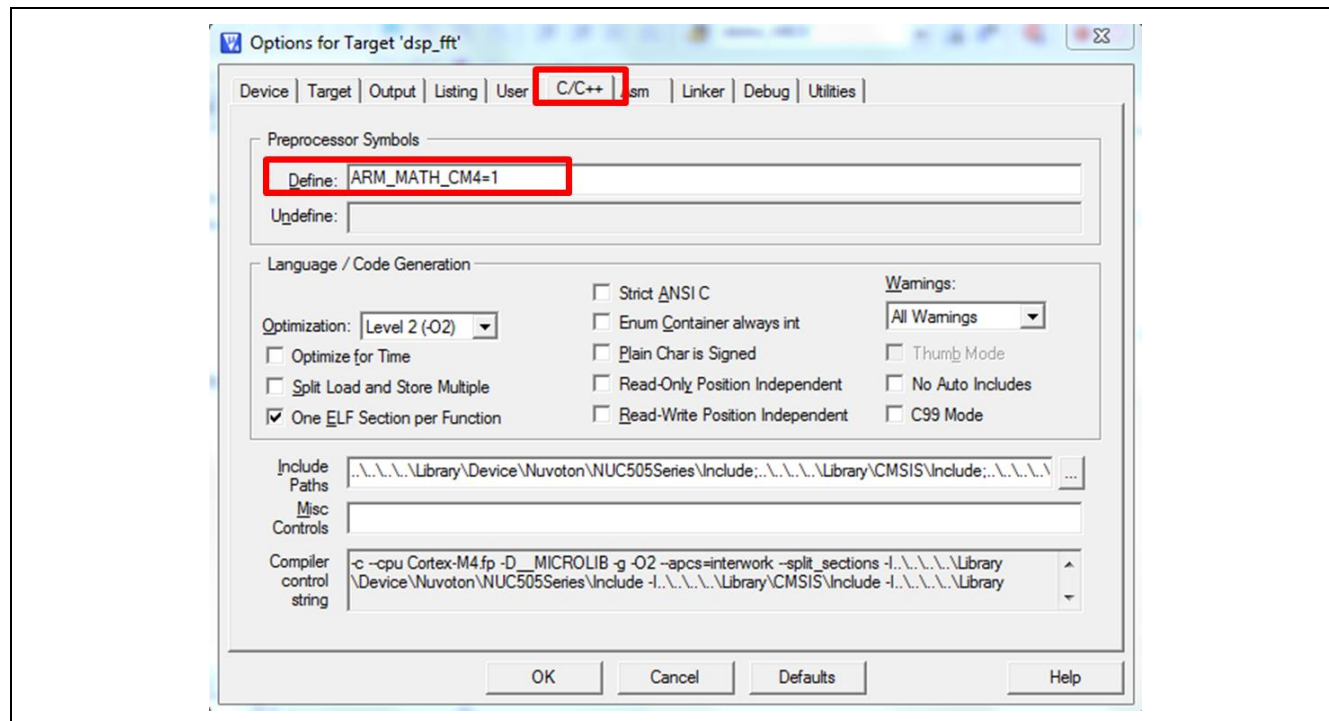 Options for Target 'dsp_fft'
Device Target Output Listing User C/C++ Asm Linker Debug Utilities
Preprocessor Symbols
Define: ARM_MATH_CM4=1
Undefine:
Language / Code Generation
Strict ANSI C Warnings:
Optimization: Level 2 (-O2) Enum Container always int All Warnings
Optimize for Time Plain Char is Signed Thumb Mode
Split Load and Store Multiple Read-Only Position Independent No Auto Includes
One ELF Section per Function Read-Write Position Independent C99 Mode
Include Paths ..\..\..\..\Library\Device\Nuvoton\NUC505Series\Include;..\..\..\..\Library\CMSIS\Include;..\..\..\..\ ...
Misc Controls
Compiler control string -c --cpu Cortex-M4.fp -D__MICROLIB -g -O2 --apcs=interwork --split_sections -I..\..\..\..\Library
\Device\Nuvoton\NUC505Series\Include -I..\..\..\..\Library\CMSIS\Include -I..\..\..\..\Library
OK Cancel Defaults Help